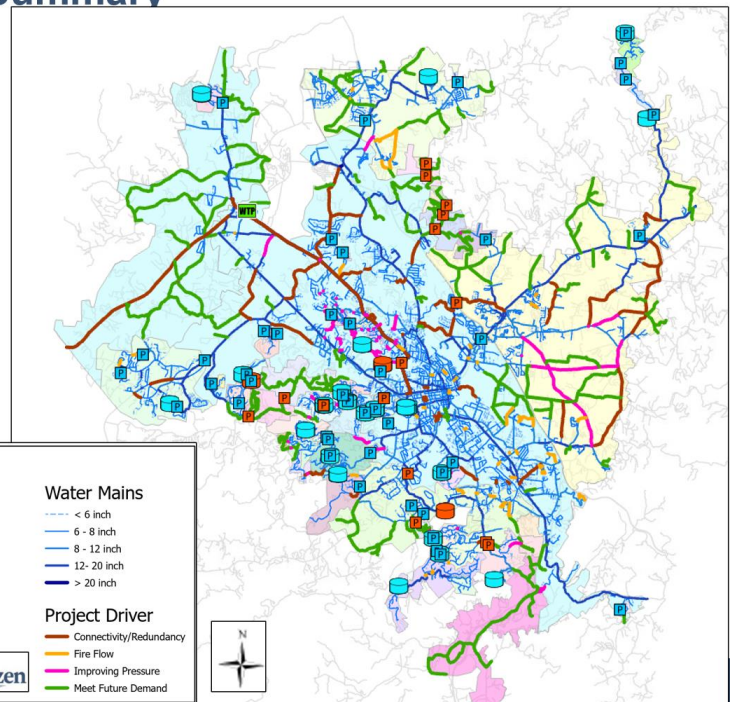 Summary
WTP
P
N
Water Mains
< 6 inch
6 - 8 inch
8 - 12 inch
12- 20 inch
> 20 inch
Project Driver
Connectivity/Redundancy
Fire Flow
Improving Pressure
Meet Future Demand